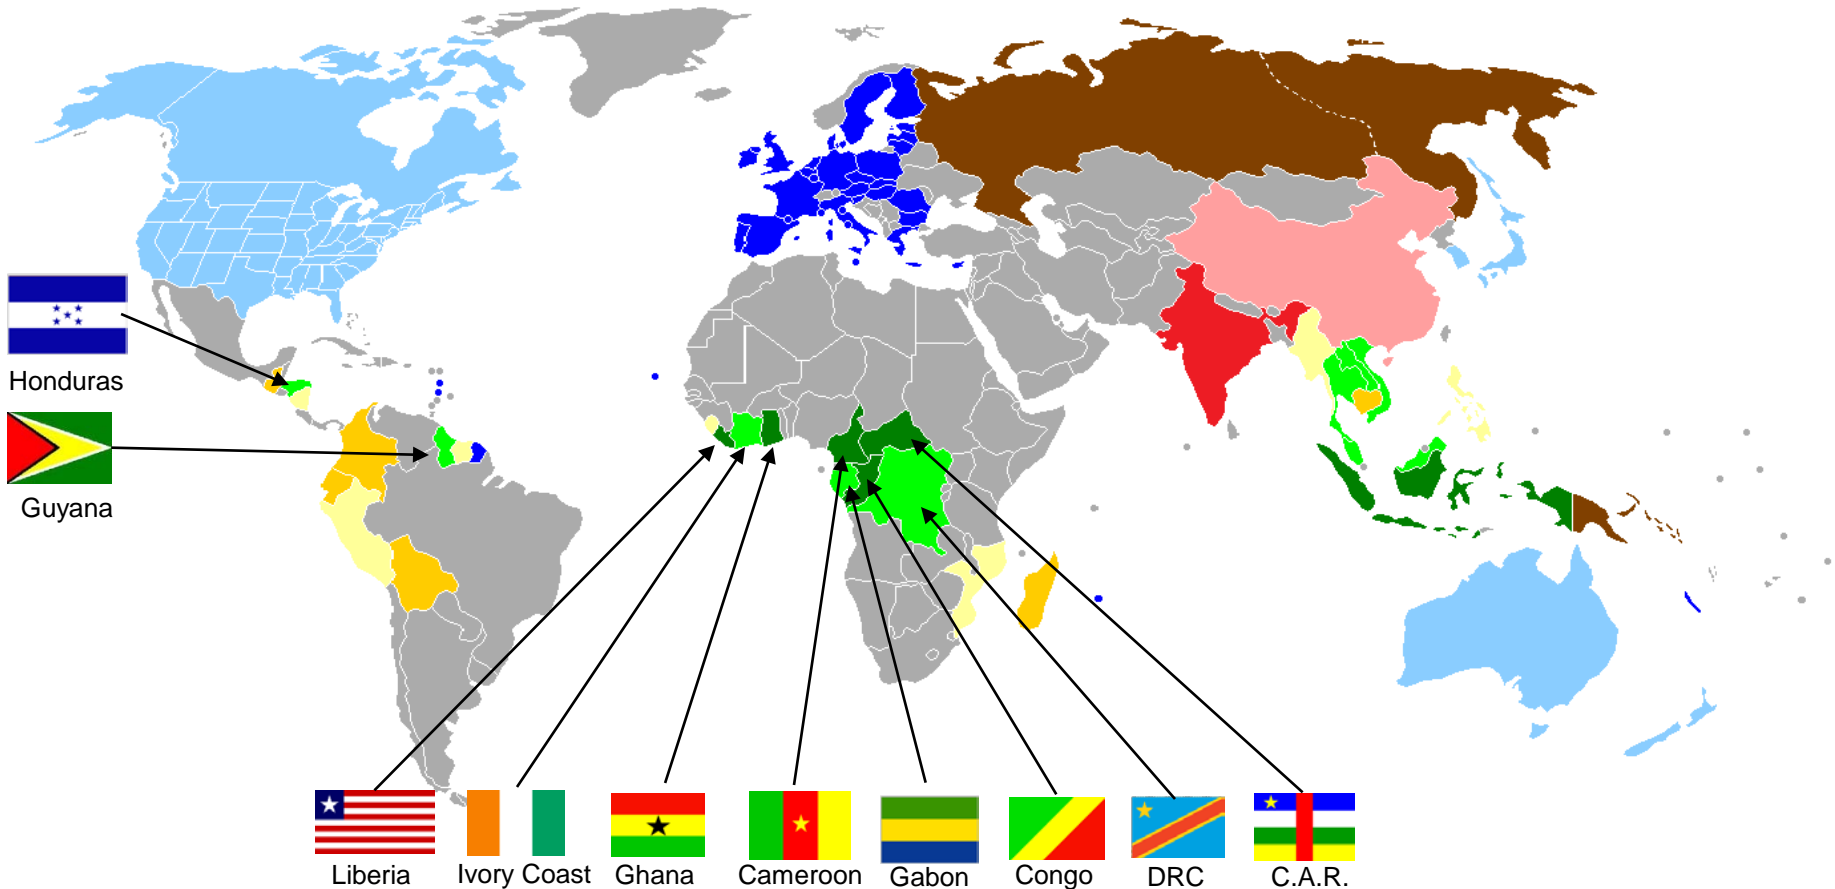 Honduras
Guyana
Liberia
Ivory Coast
Ghana
Cameroon
Gabon
Congo
DRC
C.A.R.